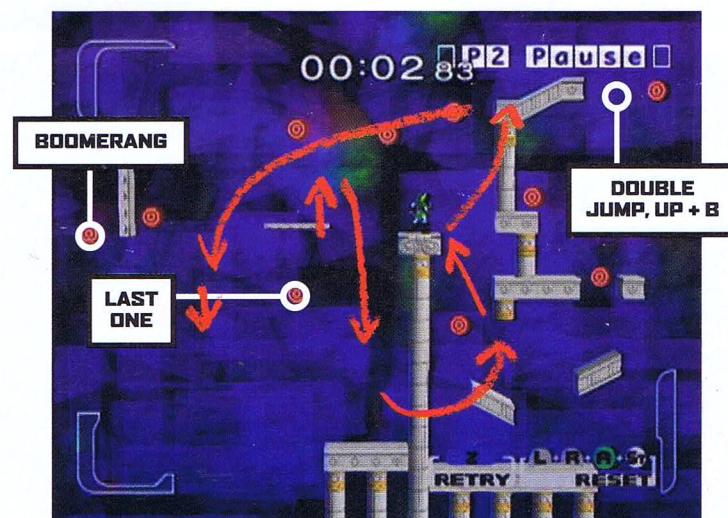 00:02 83
P2 Pause
BOOMERANG
DOUBLE
JUMP, UP + B
LAST
ONE
Z
RETRY
L R A St
RESET